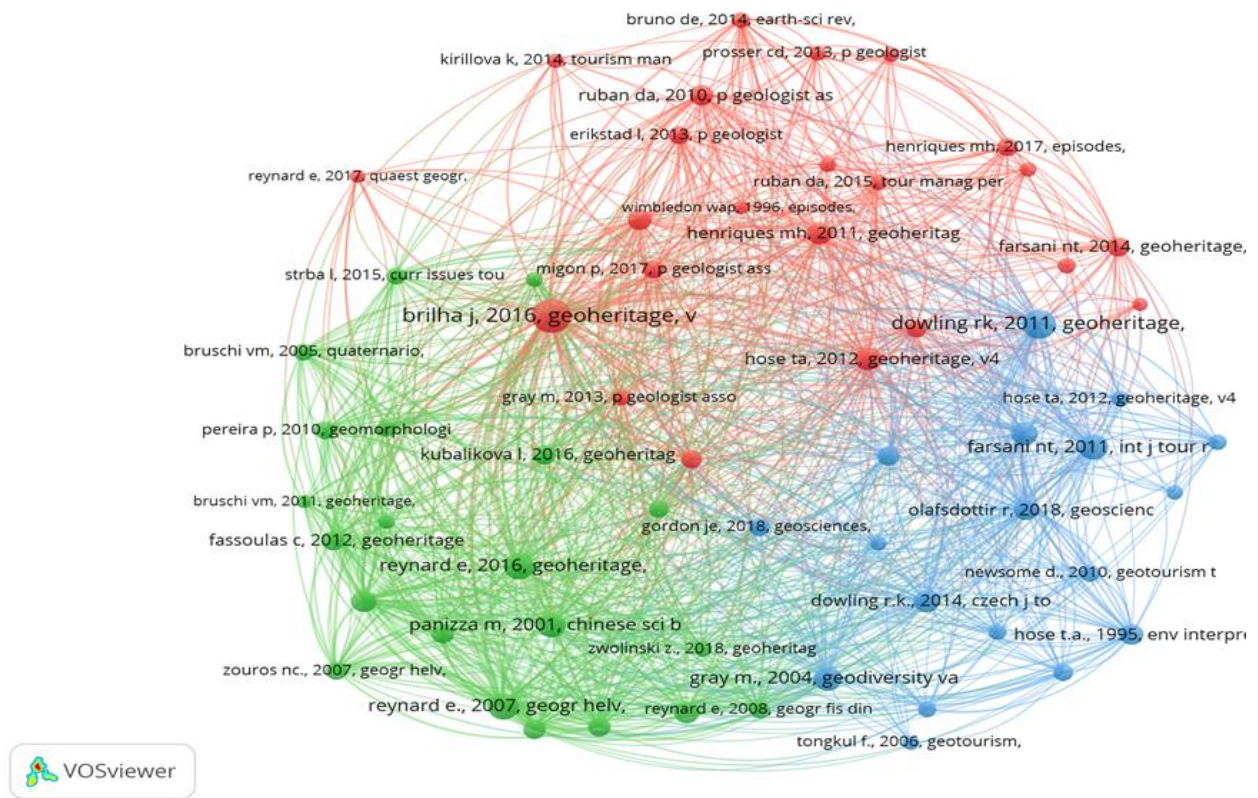 bruno de, 2014, earth-sci rev,
prosser cd, 2013, p geologist
kirillova k, 2014, tourism man
ruban da, 2010, p geologist as
erikstad l, 2013, p geologist
henriques mh, 2017, episodes,
reynard e, 2017, quaest geogr,
ruban da, 2015, tour manag per
wimbledon wap, 1996, episodes,
henriques mh, 2011, geoheritag
farsani nt, 2014, geoheritage,
strba l, 2015, curr issues tou
migon p, 2017, p geologist ass
brilha j, 2016, geoheritage, v
dowling rk, 2011, geoheritage,
bruschi vm, 2005, quaternario,
hose ta, 2012, geoheritage, v4
gray m, 2013, p geologist asso
hose ta, 2012, geoheritage, v4
pereira p, 2010, geomorphologi
kubalikova l, 2016, geoheritag
farsani nt, 2011, int j tour r
bruschi vm, 2011, geoheritage,
olafsdottir r, 2018, geoscienc
gordon je, 2018, geosciences,
fassoulas c, 2012, geoheritage
reynard e, 2016, geoheritage,
newsome d., 2010, geotourism t
dowling r.k., 2014, czech j to
panizza m, 2001, chinese sci b
hose t.a., 1995, env interpre
zwolinski z., 2018, geoheritag
zouros nc., 2007, geogr helv,
gray m., 2004, geodiversity va
reynard e., 2007, geogr helv,
reynard e, 2008, geogr fis din
tongkul f., 2006, geotourism,
VOSviewer